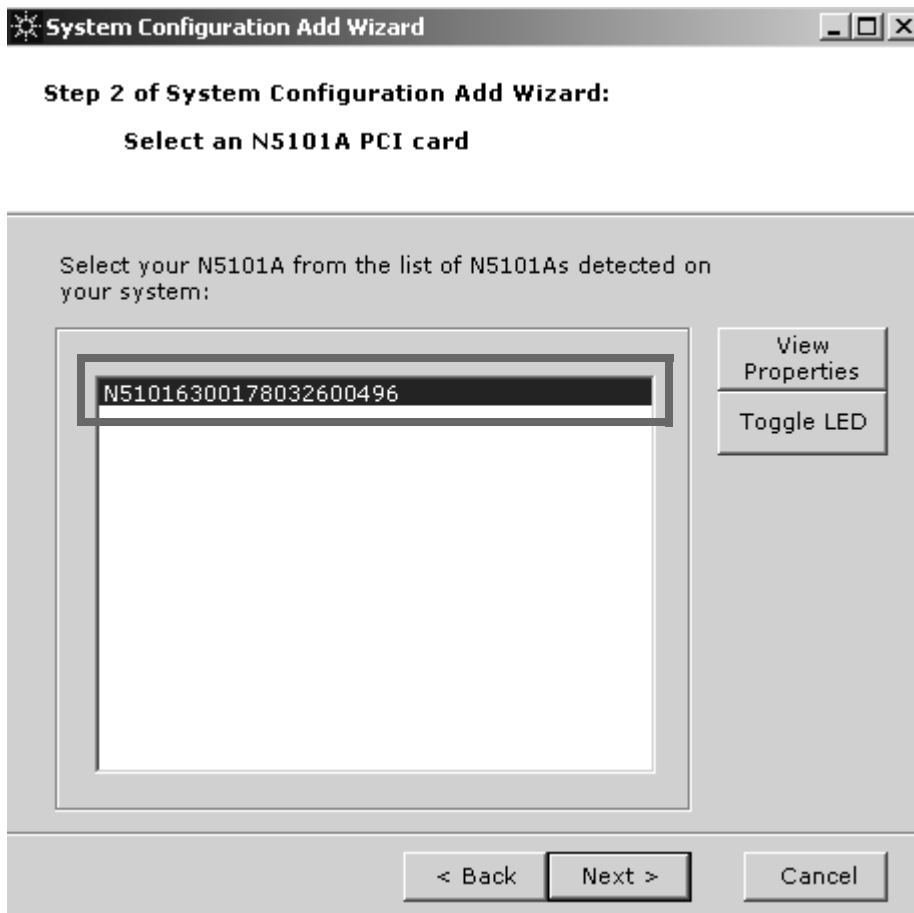 System Configuration Add Wizard
Step 2 of System Configuration Add Wizard:
Select an N5101A PCI card
Select your N5101A from the list of N5101As detected on
your system:
N51016300178032600496
View
Properties
Toggle LED
< Back
Next >
Cancel